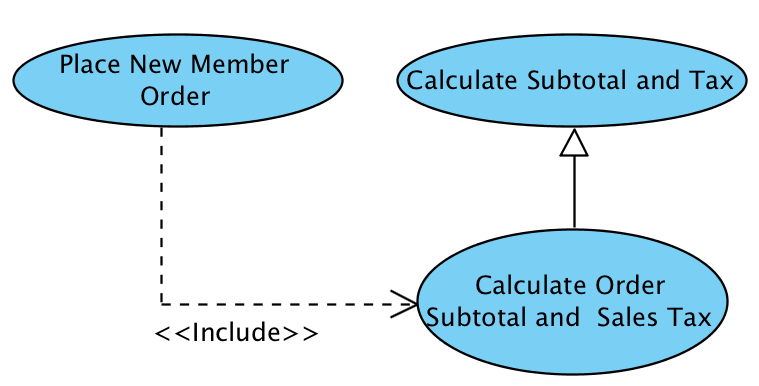 Place New Member
Order
Calculate Subtotal and Tax
Calculate Order
Subtotal and  Sales Tax
<<Include>>